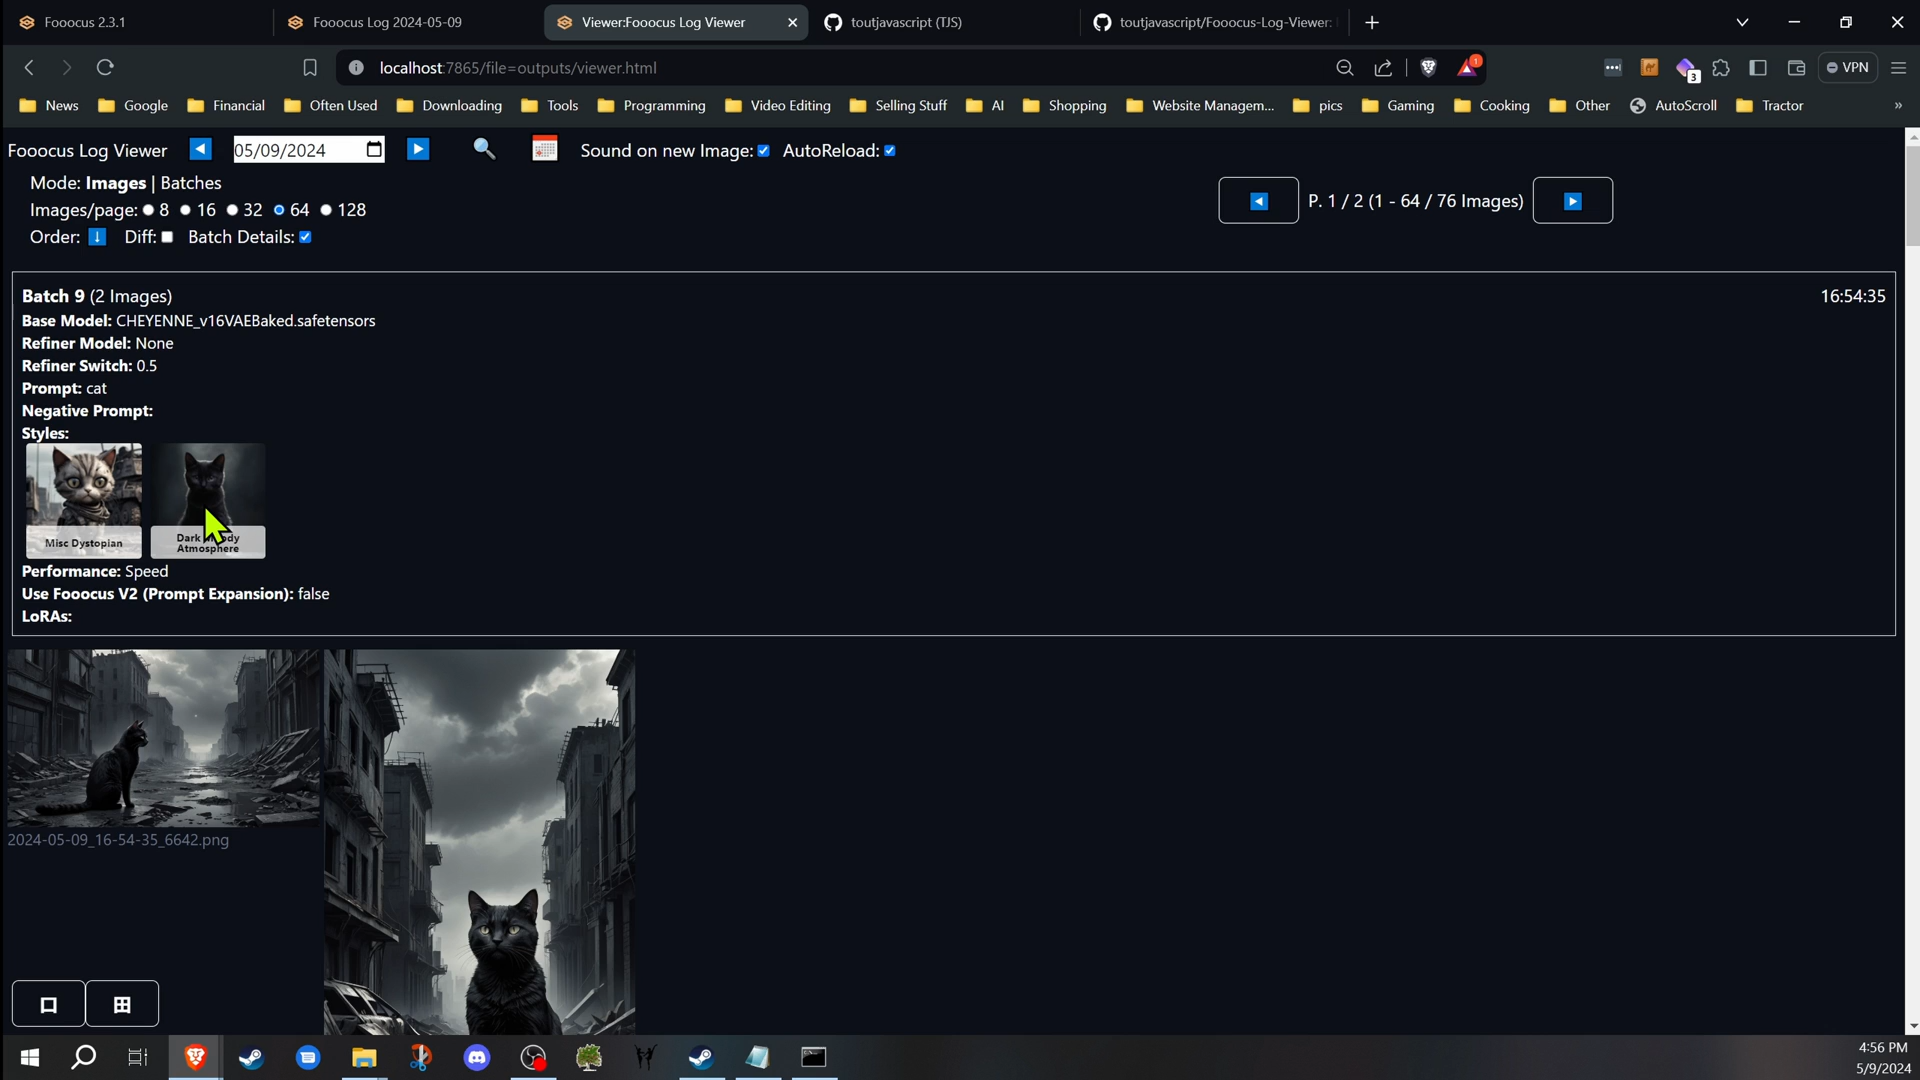 Fooocus 2.3.1
Fooocus Log 2024-05-09
Viewer:Fooocus Log Viewer
toutjavascript (TJS)
toutjavascript/Fooocus-Log-Viewer:
localhost:7865/file=outputs/viewer.html
1
3
VPN
News
Google
Financial
Often Used
Downloading
Tools
Programming
Video Editing
Selling Stuff
AI
Shopping
Website Managem...
pics
Gaming
Cooking
Other
AutoScroll
Tractor
»
Fooocus Log Viewer
05/09/2024
Sound on new Image:
AutoReload:
Mode: Images | Batches
Images/page: 8 16 32 64 128
P. 1 / 2 (1 - 64 / 76 Images)
Order: Diff: Batch Details:
Batch 9 (2 Images)
16:54:35
Base Model: CHEYENNE_v16VAEBaked.safetensors
Refiner Model: None
Refiner Switch: 0.5
Prompt: cat
Negative Prompt:
Styles:
Misc Dystopian
Dark
Atmosphere
Performance: Speed
Use Fooocus V2 (Prompt Expansion): false
LoRAs:
2024-05-09_16-54-35_6642.png
4:56 PM
5/9/2024